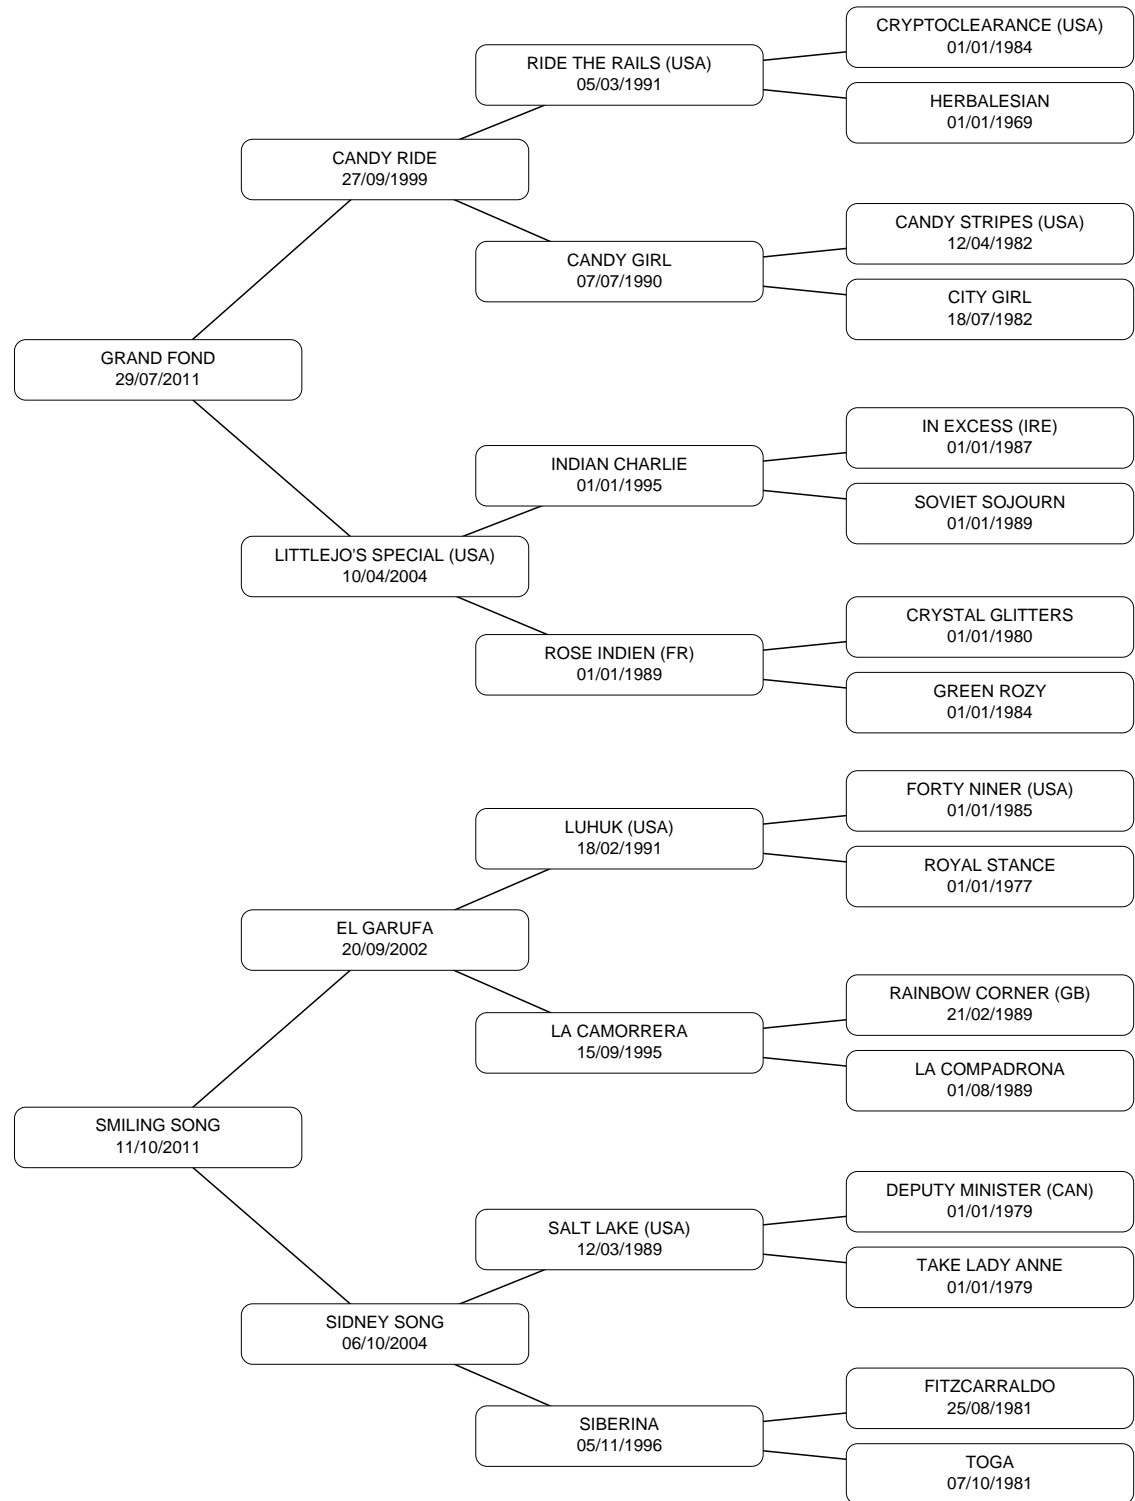 CRYPTOCLEARANCE (USA)
01/01/1984
RIDE THE RAILS (USA)
05/03/1991
HERBALESIAN
01/01/1969
CANDY RIDE
27/09/1999
CANDY STRIPES (USA)
12/04/1982
CANDY GIRL
07/07/1990
CITY GIRL
18/07/1982
GRAND FOND
29/07/2011
IN EXCESS (IRE)
01/01/1987
INDIAN CHARLIE
01/01/1995
SOVIET SOJOURN
01/01/1989
LITTLEJO'S SPECIAL (USA)
10/04/2004
CRYSTAL GLITTERS
01/01/1980
ROSE INDIEN (FR)
01/01/1989
GREEN ROZY
01/01/1984
FORTY NINER (USA)
01/01/1985
LUHUK (USA)
18/02/1991
ROYAL STANCE
01/01/1977
EL GARUFA
20/09/2002
RAINBOW CORNER (GB)
21/02/1989
LA CAMORRERA
15/09/1995
LA COMPADRONA
01/08/1989
SMILING SONG
11/10/2011
DEPUTY MINISTER (CAN)
01/01/1979
SALT LAKE (USA)
12/03/1989
TAKE LADY ANNE
01/01/1979
SIDNEY SONG
06/10/2004
FITZCARRALDO
25/08/1981
SIBERINA
05/11/1996
TOGA
07/10/1981